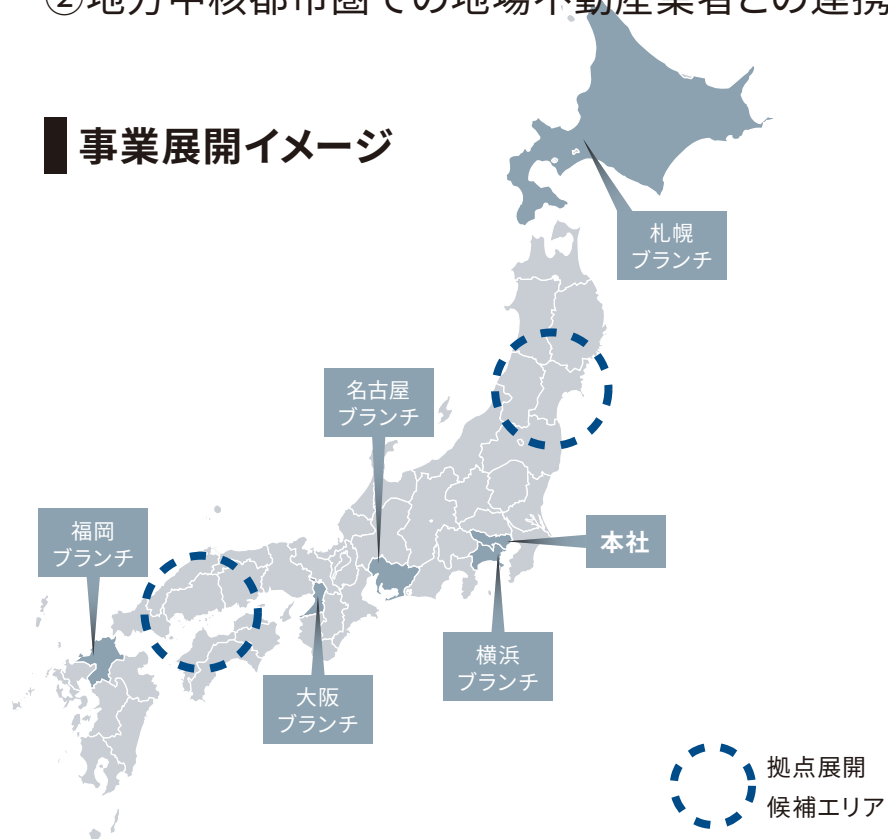 ②地方中核都市圏での地場不動産業者との連携
事業展開イメージ
札幌
ブランチ
名古屋
ブランチ
福岡
ブランチ
本社
横浜
ブランチ
大阪
ブランチ
拠点展開
候補エリア